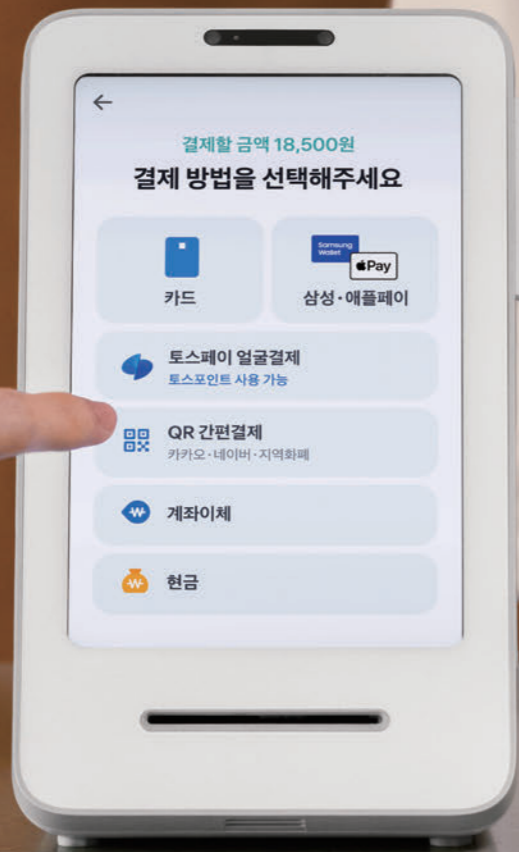 결제할 금액 18,500원
결제 방법을 선택해주세요
Samsung
Wallet
Pay
카드
삼성·애플페이
토스페이 얼굴결제
토스포인트 사용 가능
QR 간편결제
카카오·네이버·지역화폐
계좌이체
현금